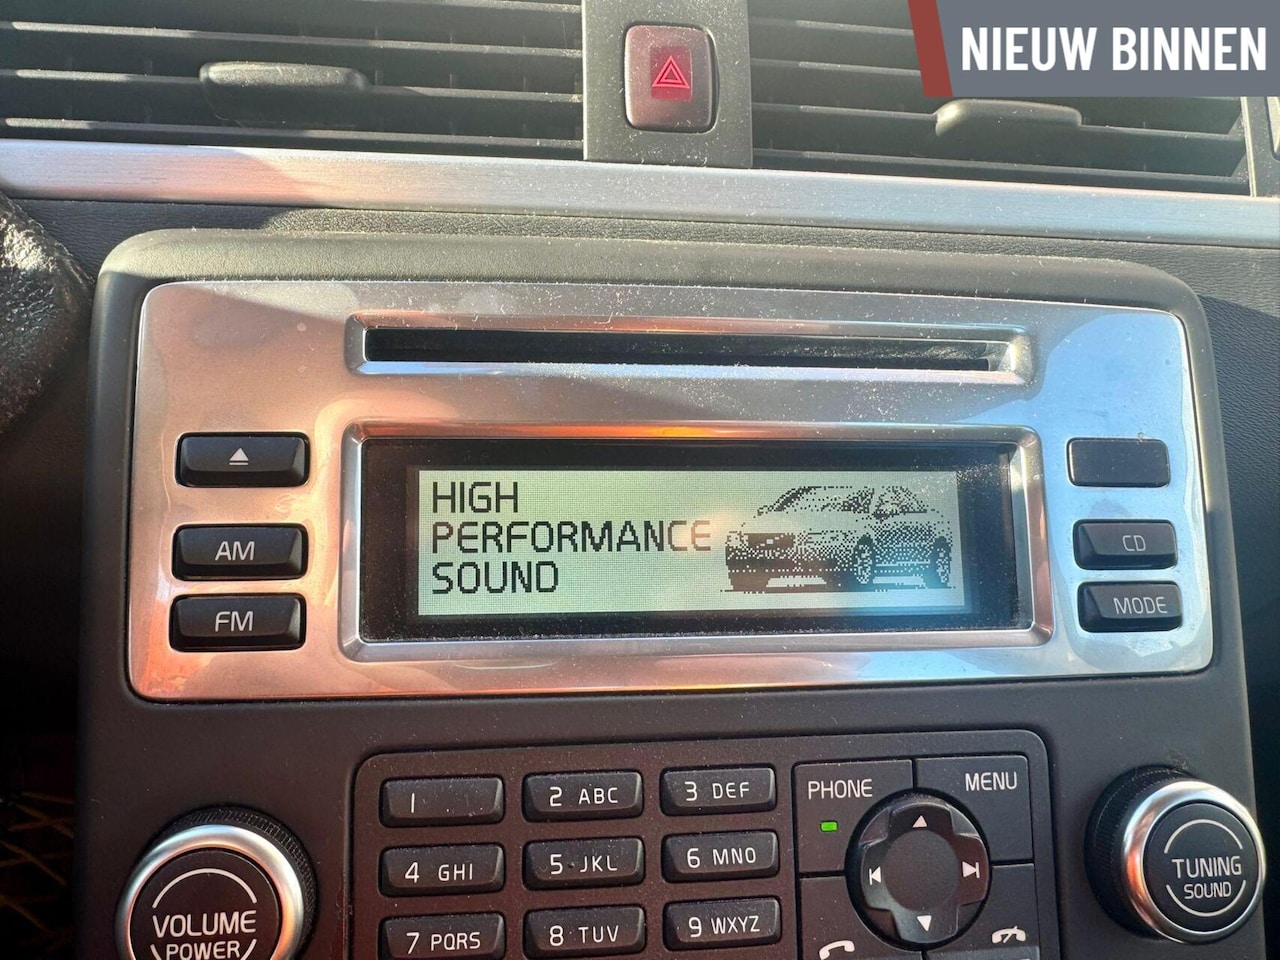 NIEUW BINNEN
HIGH
PERFORMANCE
SOUND
AM
FM
CD
MODE
1
2 ABC
3 DEF
4 GHI
5 JKL
6 MNO
7 PQRS
8 TUV
9 WXYZ
PHONE
MENU
VOLUME
POWER
TUNING
SOUND